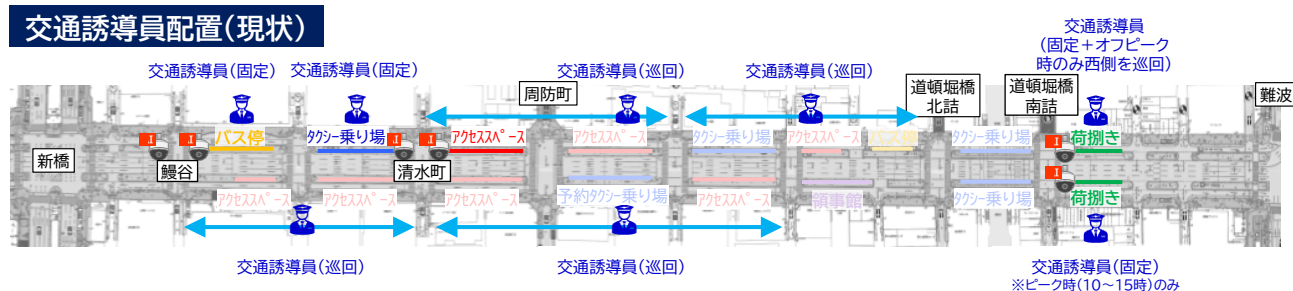 交通誘導員配置(現状)
交通誘導員(固定)
交通誘導員(固定)
交通誘導員(巡回)
交通誘導員(巡回)
交通誘導員
(固定+オフピーク
時のみ西側を巡回)
周防町
道頓堀橋
北詰
道頓堀橋
南詰
難波
バス停
タクシー乗り場
アクセススペース
アクセススペース
タクシー乗り場
アクセススペース
バス停
タクシー乗り場
荷捌き
新橋
鰻谷
清水町
アクセススペース
アクセススペース
アクセススペース
予約タクシー乗り場
アクセススペース
領事館
タクシー乗り場
荷捌き
交通誘導員(巡回)
交通誘導員(巡回)
交通誘導員(固定)
※ピーク時(10~15時)のみ